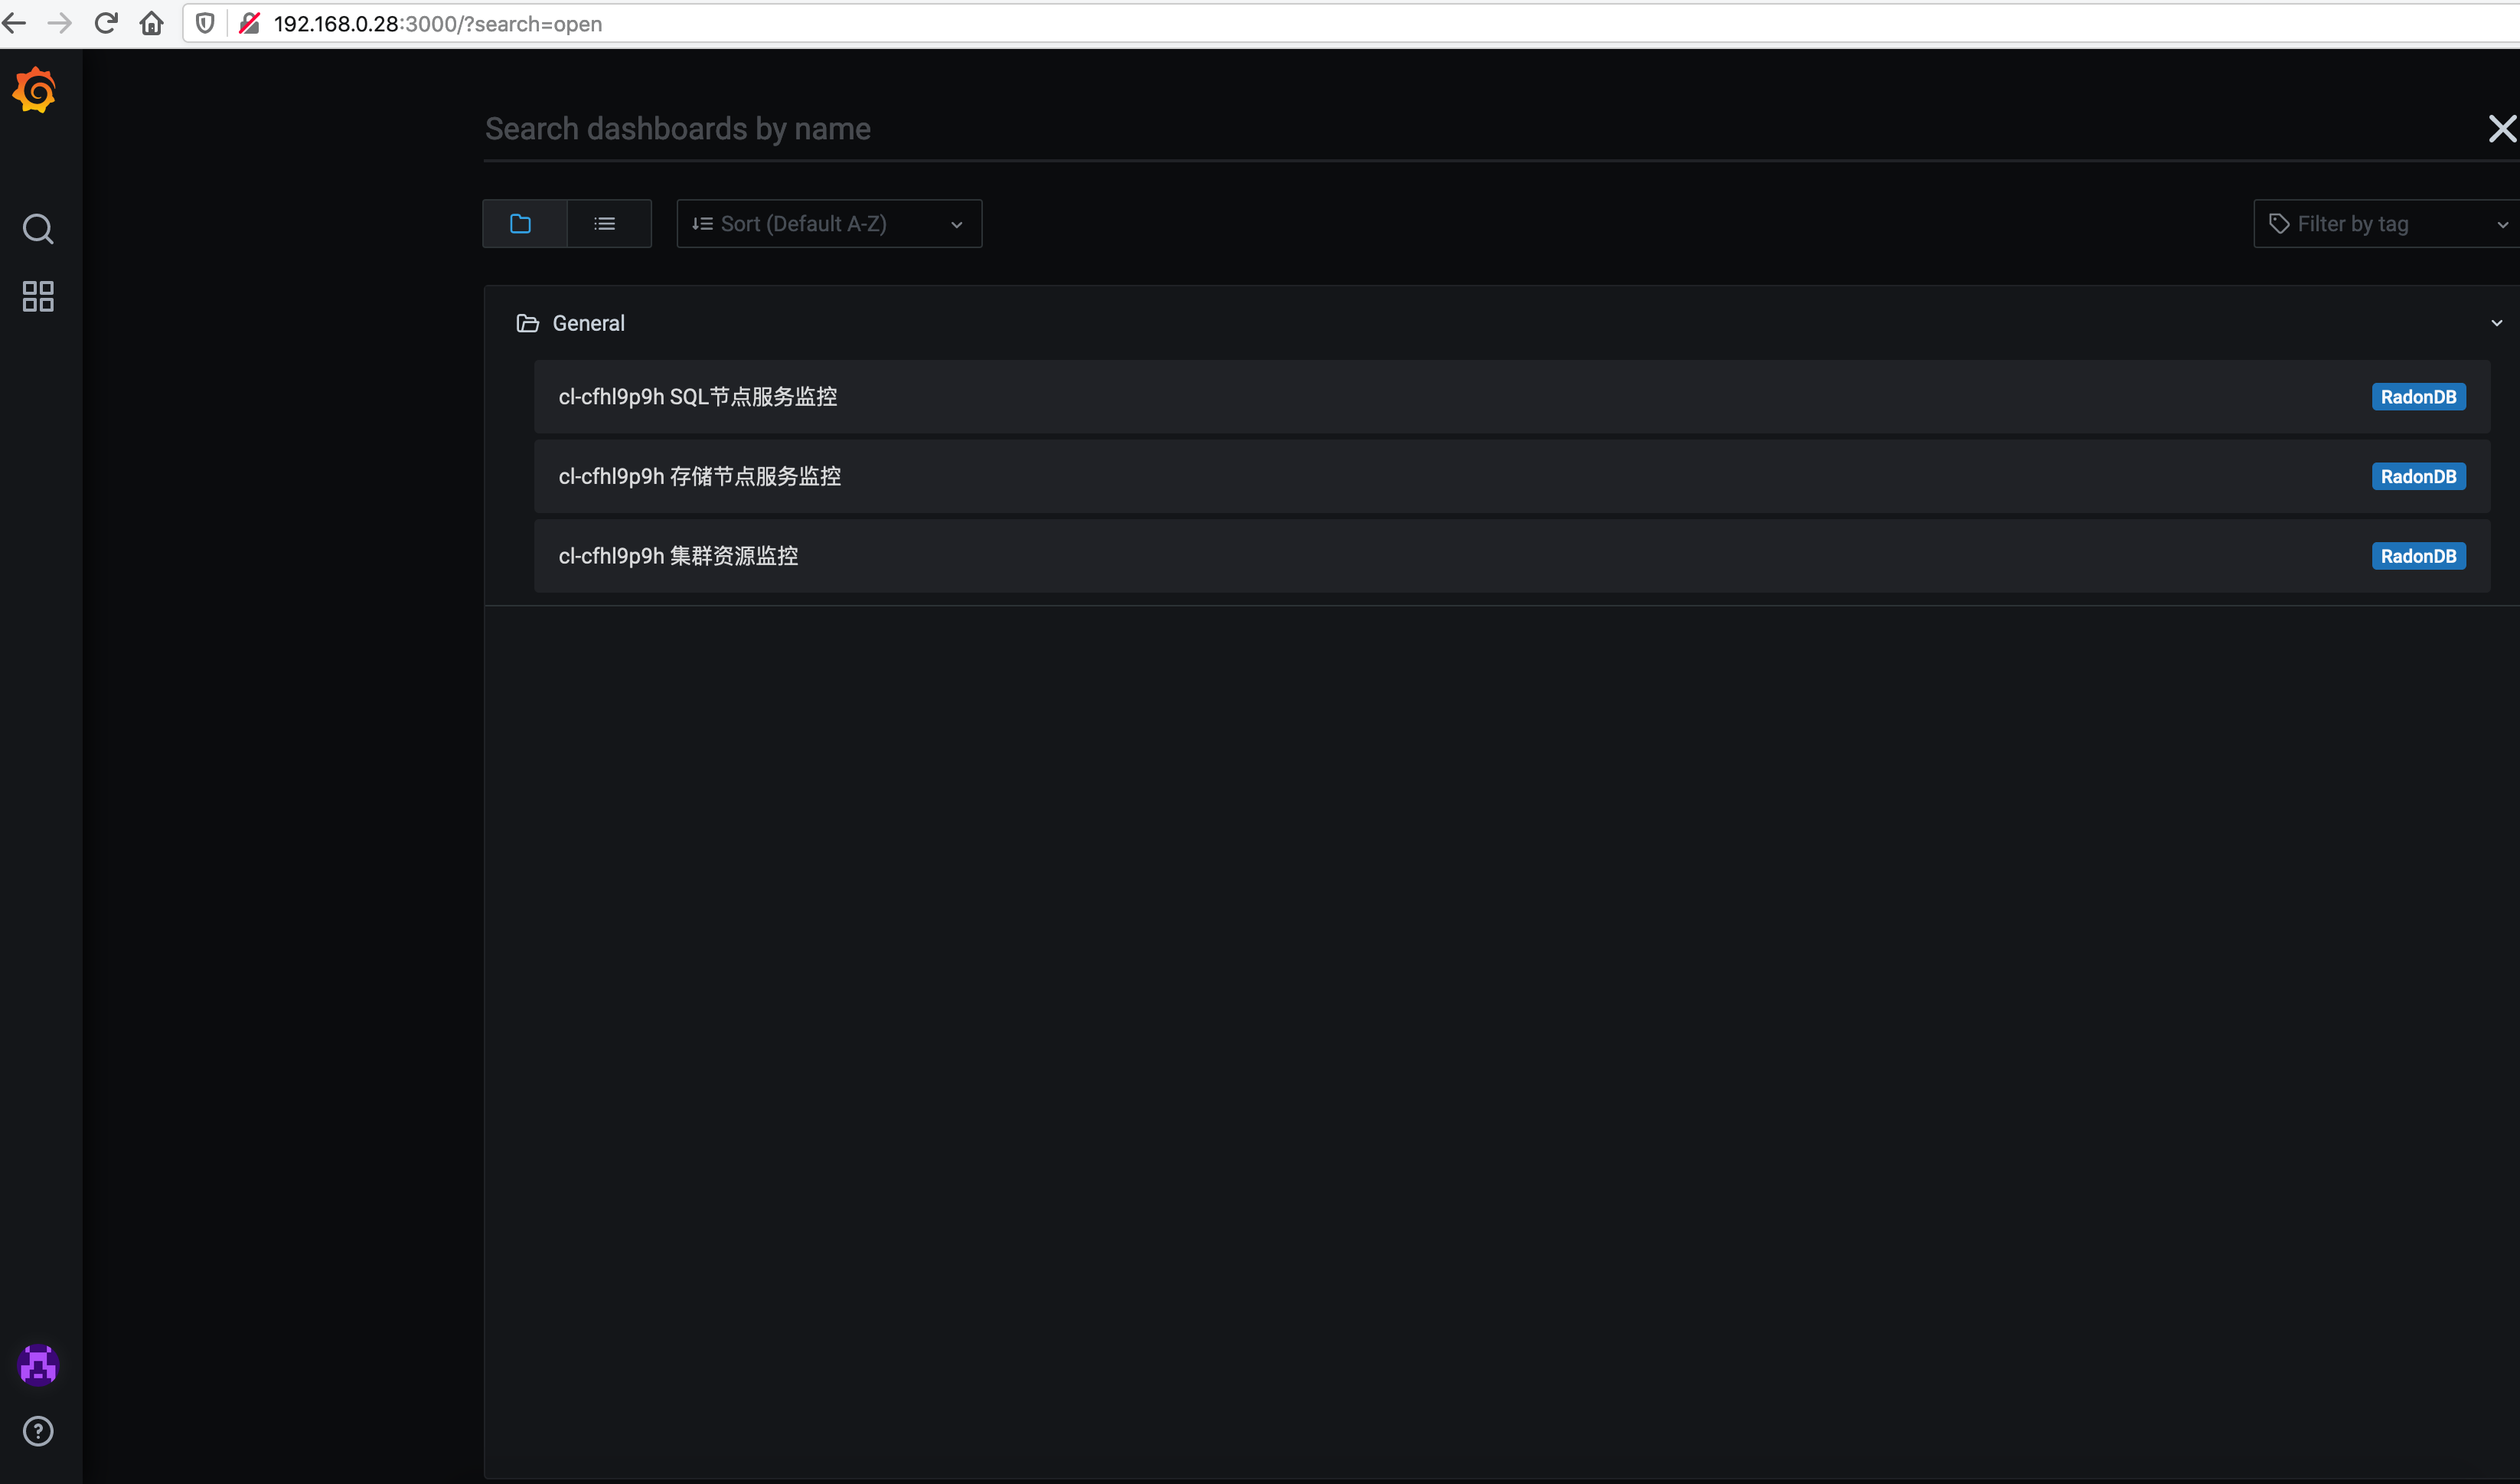 192.168.0.28:3000/?search=open
Search dashboards by name
Sort (Default A-Z)
Filter by tag
General
cl-cfhl9p9h SQL节点服务监控
RadonDB
cl-cfhl9p9h 存储节点服务监控
RadonDB
cl-cfhl9p9h 集群资源监控
RadonDB